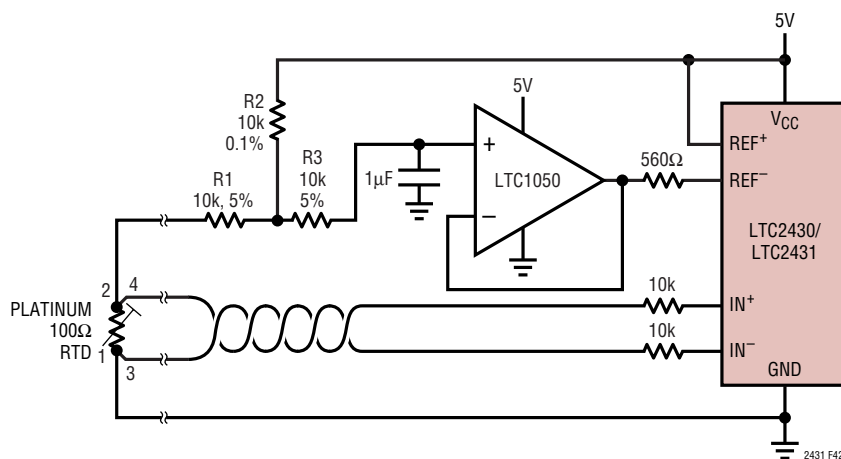 5V
R2
10k
0.1%
5V
VCC
REF+
R1
10k, 5%
R3
10k
5%
1µF
+
LTC1050
−
560Ω
REF−
LTC2430/
LTC2431
2
4
PLATINUM
100Ω
RTD
1
3
10k
IN+
10k
IN−
GND
2431 F42